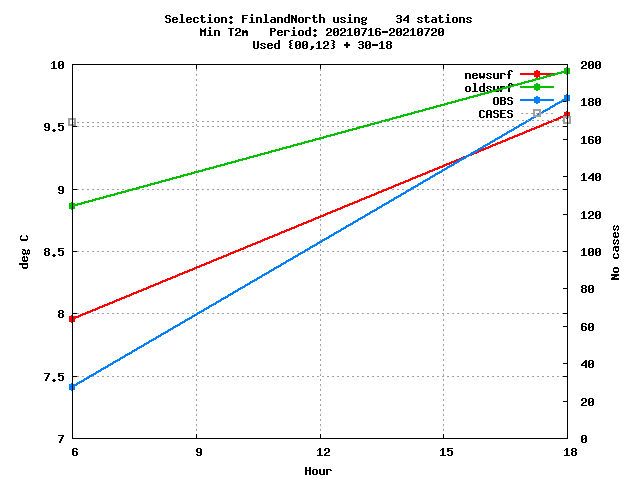 Selection: FinlandNorth using 34 stations
Min T2m Period: 20210716-20210720
Used {00,12} + 30-18
newsurf
oldsurf
OBS
CASES
deg C
10
9.5
9
8.5
8
7.5
7
200
180
160
140
120
100
80
60
40
20
0
No cases
6 9 12 15 18
Hour